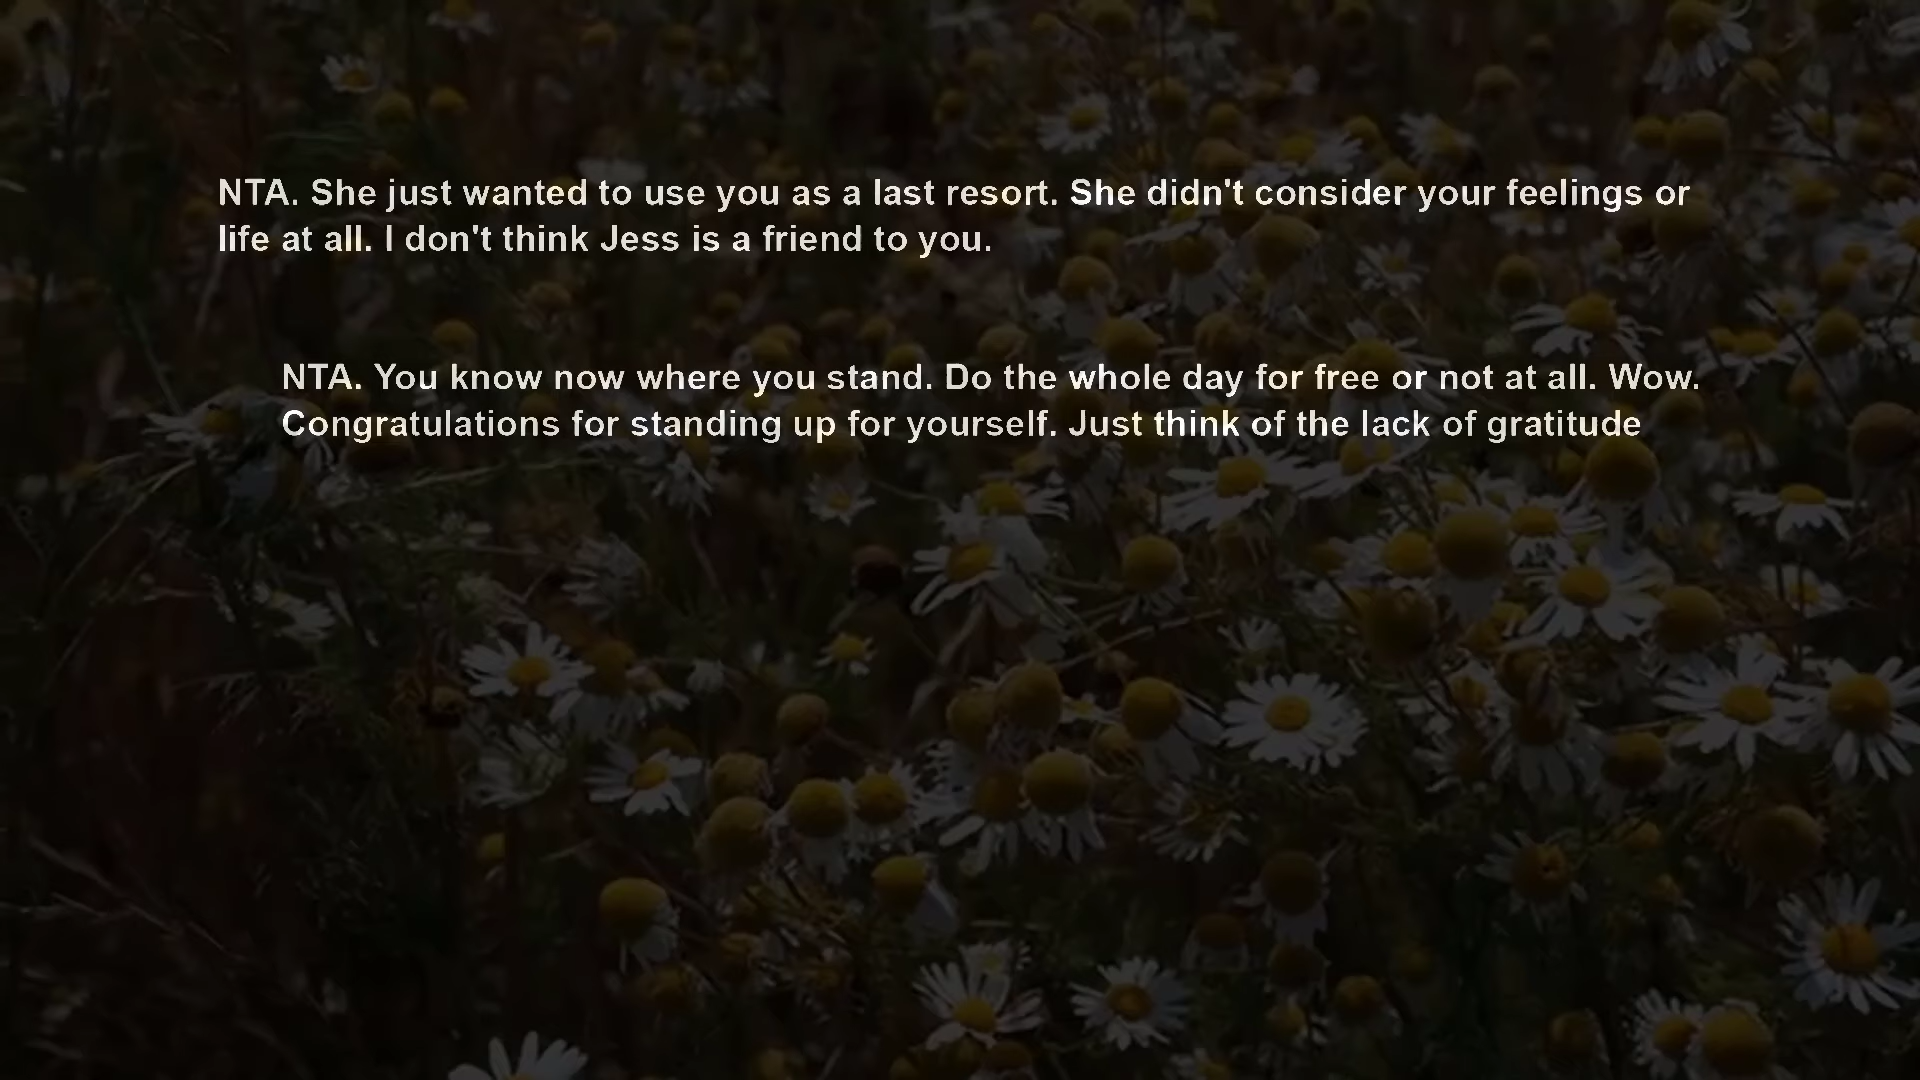 NTA. She just wanted to use you as a last resort. She didn't consider your feelings or
life at all. I don't think Jess is a friend to you.
NTA. You know now where you stand. Do the whole day for free or not at all. Wow.
Congratulations for standing up for yourself. Just think of the lack of gratitude